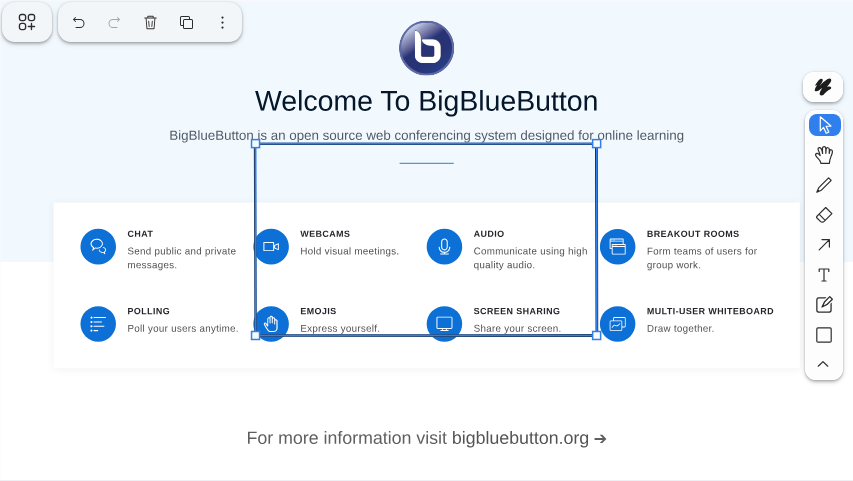 Welcome To BigBlueButton
BigBlueButton is an open source web conferencing system designed for online learning
CHAT
Send public and private
messages.
WEBCAMS
Hold visual meetings.
AUDIO
Communicate using high
quality audio.
BREAKOUT ROOMS
Form teams of users for
group work.
POLLING
Poll your users anytime.
EMOJIS
Express yourself.
SCREEN SHARING
Share your screen.
MULTI-USER WHITEBOARD
Draw together.
For more information visit bigbluebutton.org ➔